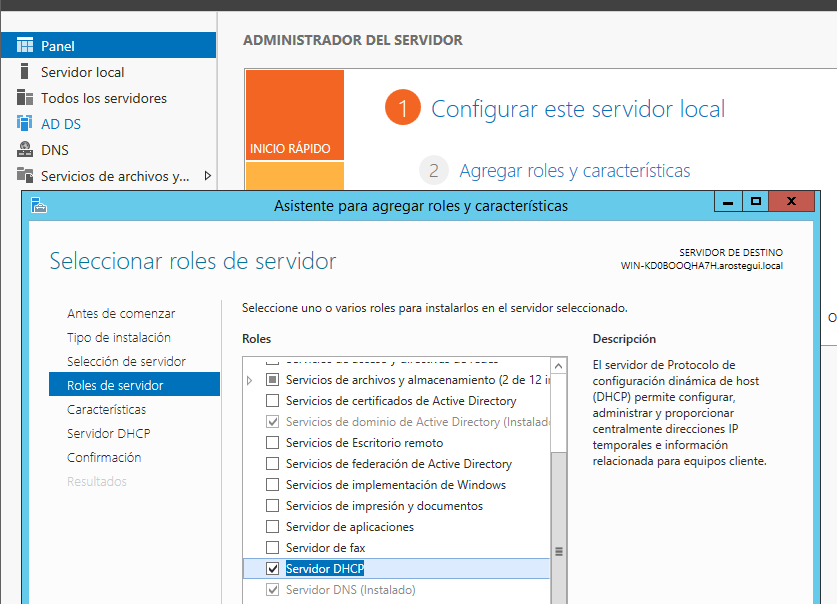 Panel
Servidor local
Todos los servidores
AD DS
DNS
Servicios de archivos y...
ADMINISTRADOR DEL SERVIDOR
INICIO RÁPIDO
1 Configurar este servidor local
2 Agregar roles y características
Asistente para agregar roles y características
Seleccionar roles de servidor
SERVIDOR DE DESTINO
WIN-KD0BOOQHA7H.arostegui.local
Antes de comenzar
Tipo de instalación
Selección de servidor
Roles de servidor
Características
Servidor DHCP
Confirmación
Resultados
Seleccione uno o varios roles para instalarlos en el servidor seleccionado.
Roles
Servicios de acceso y directivas de redes
Servicios de archivos y almacenamiento (2 de 12 in
Servicios de certificados de Active Directory
Servicios de dominio de Active Directory (Instalado
Servicios de Escritorio remoto
Servicios de federación de Active Directory
Servicios de implementación de Windows
Servicios de impresión y documentos
Servidor de aplicaciones
Servidor de fax
Servidor DHCP
Servidor DNS (Instalado)
Descripción
El servidor de Protocolo de
configuración dinámica de host
(DHCP) permite configurar,
administrar y proporcionar
centralmente direcciones IP
temporales e información
relacionada para equipos cliente.